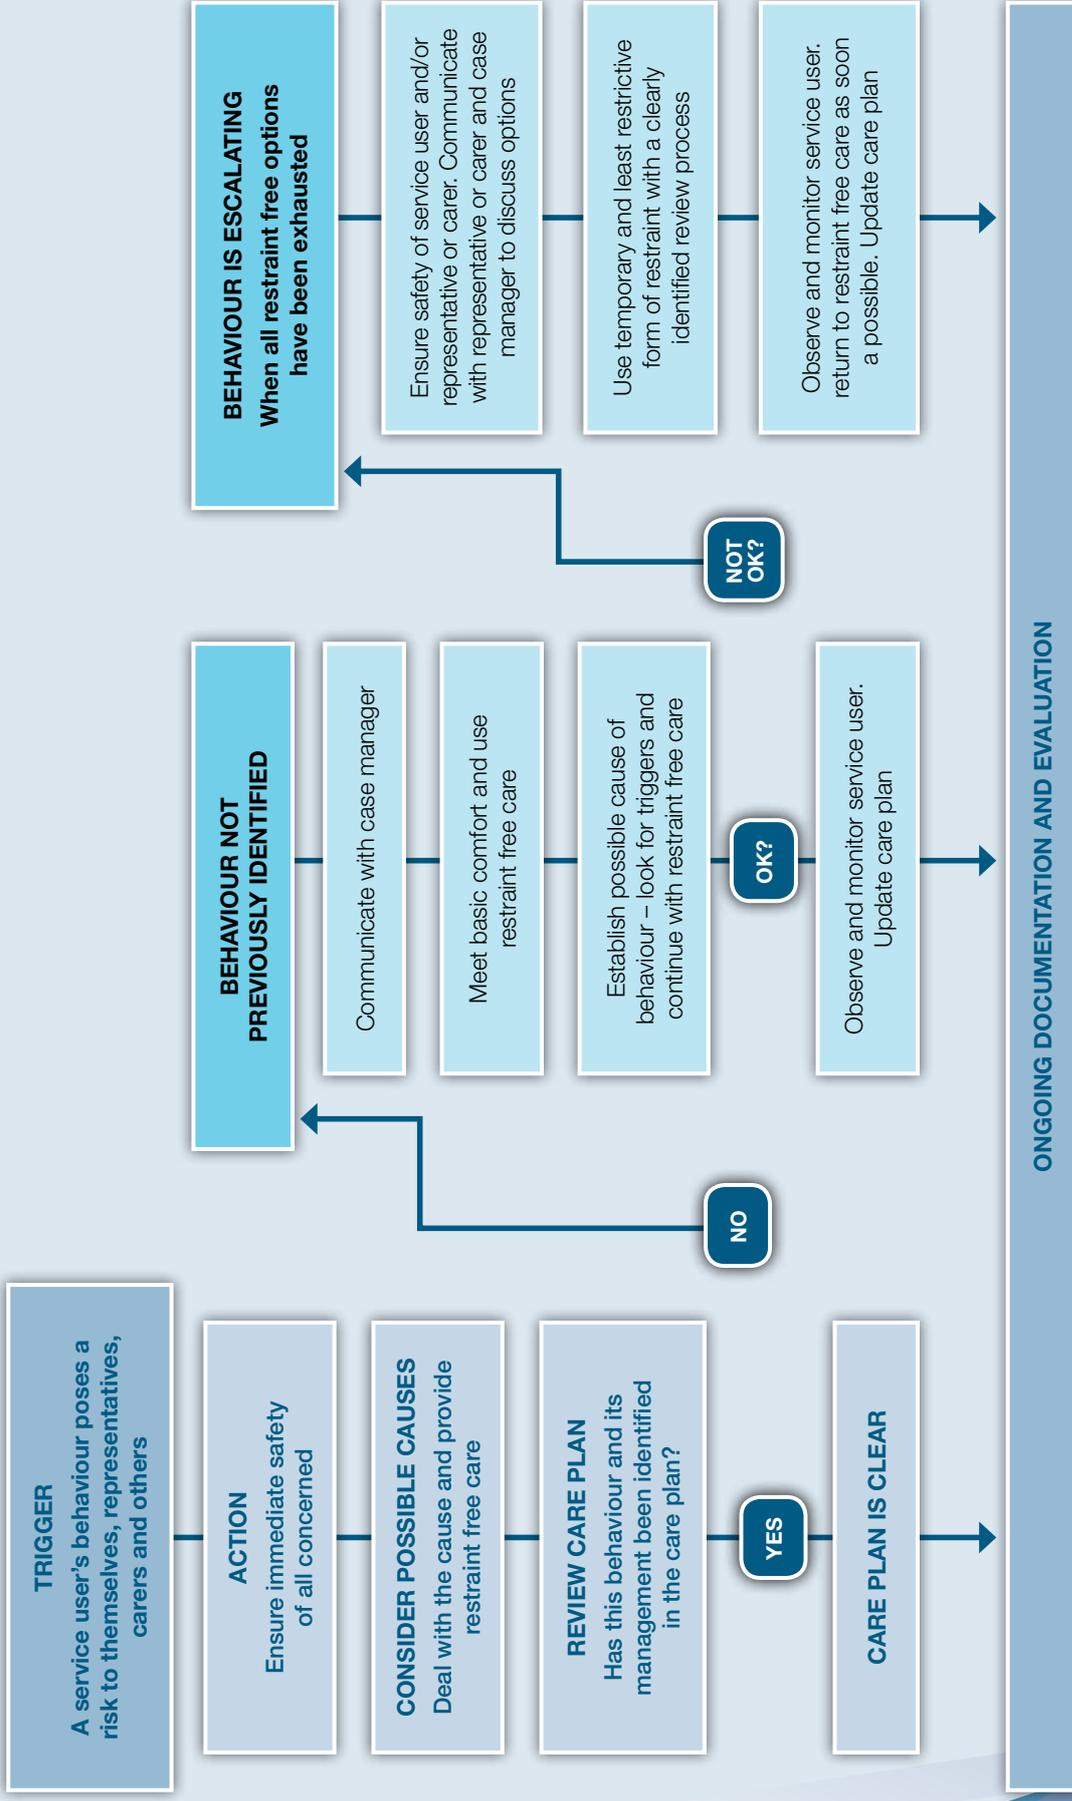 TRIGGER
A service user's behaviour poses a
risk to themselves, representatives,
carers and others
ACTION
Ensure immediate safety
of all concerned
CONSIDER POSSIBLE CAUSES
Deal with the cause and provide
restraint free care
REVIEW CARE PLAN
Has this behaviour and its
management been identified
in the care plan?
YES
CARE PLAN IS CLEAR
NO
BEHAVIOUR NOT
PREVIOUSLY IDENTIFIED
Communicate with case manager
Meet basic comfort and use
restraint free care
Establish possible cause of
behaviour – look for triggers and
continue with restraint free care
OK?
Observe and monitor service user.
Update care plan
NOT
OK?
BEHAVIOUR IS ESCALATING
When all restraint free options
have been exhausted
Ensure safety of service user and/or
representative or carer. Communicate
with representative or carer and case
manager to discuss options
Use temporary and least restrictive
form of restraint with a clearly
identified review process
Observe and monitor service user.
return to restraint free care as soon
a possible. Update care plan
ONGOING DOCUMENTATION AND EVALUATION